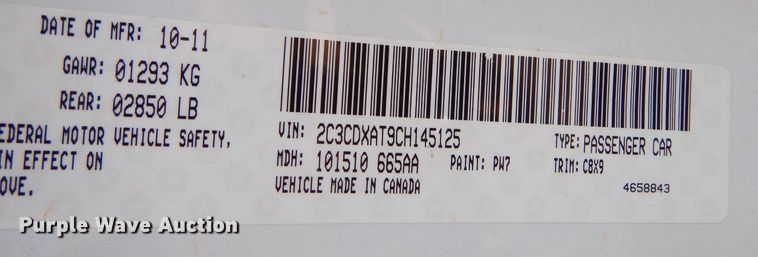 DATE OF MFR: 10-11
GAWR: 01293 KG
REAR: 02850 LB
EDERAL MOTOR VEHICLE SAFETY,
IN EFFECT ON
OVE.
VIN: 2C3CDXAT9CH145125
TYPE: PASSENGER CAR
MDH: 101510 665AA
PAINT: PW7
TRIM: C8X9
VEHICLE MADE IN CANADA
4658843
Purple Wave Auction